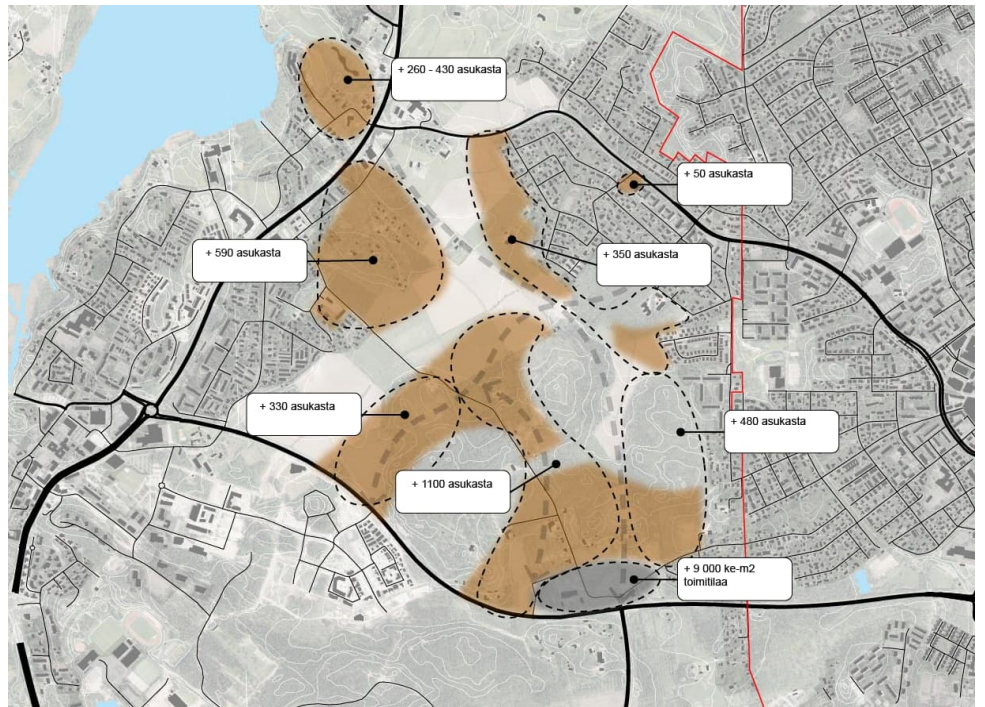 + 260 - 430 asukasta
+ 50 asukasta
+ 590 asukasta
+ 350 asukasta
+ 330 asukasta
+ 480 asukasta
+ 1100 asukasta
+ 9 000 ke-m2
toimitilaa